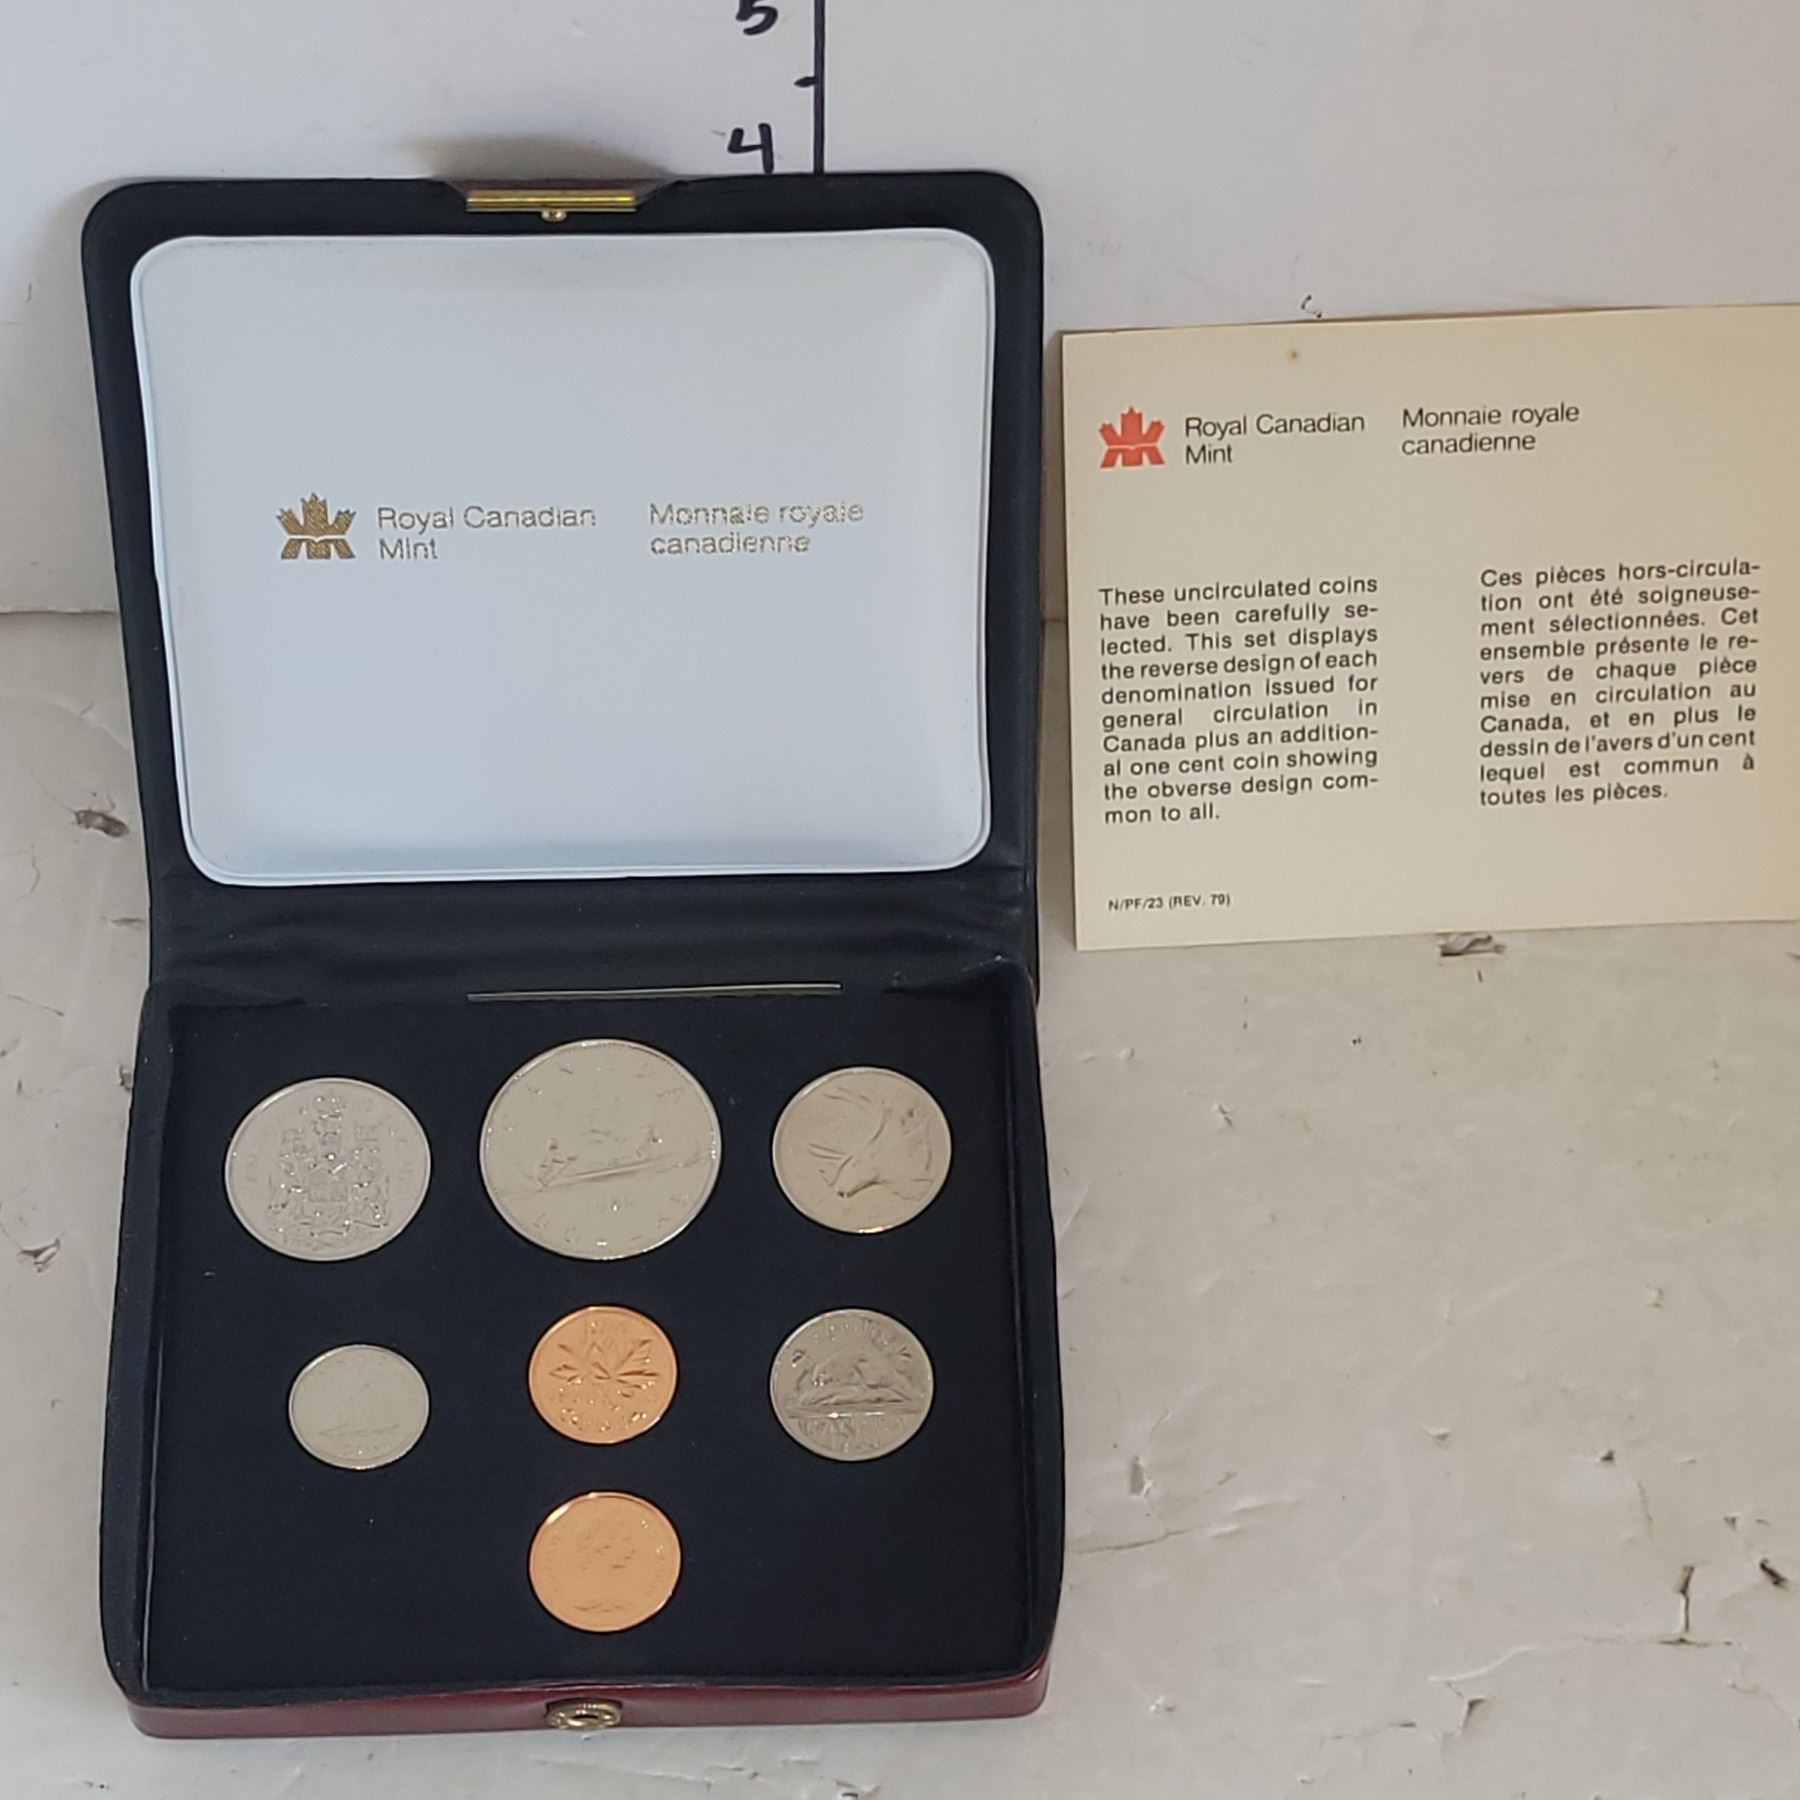 5
4
Royal Canadian
Mint
Monnaie royale
canadienne
Royal Canadian
Mint
Monnaie royale
canadienne
These uncirculated coins
have been carefully se-
lected. This set displays
the reverse design of each
denomination issued for
general circulation in
Canada plus an addition-
al one cent coin showing
the obverse design com-
mon to all.
Ces pièces hors-circula-
tion ont été soigneuse-
ment sélectionnées. Cet
ensemble présente le re-
vers de chaque pièce
mise en circulation au
Canada, et en plus le
dessin de l'avers d'un cent
lequel est commun à
toutes les pièces.
N/PF/23 (REV. 79)
CANADA